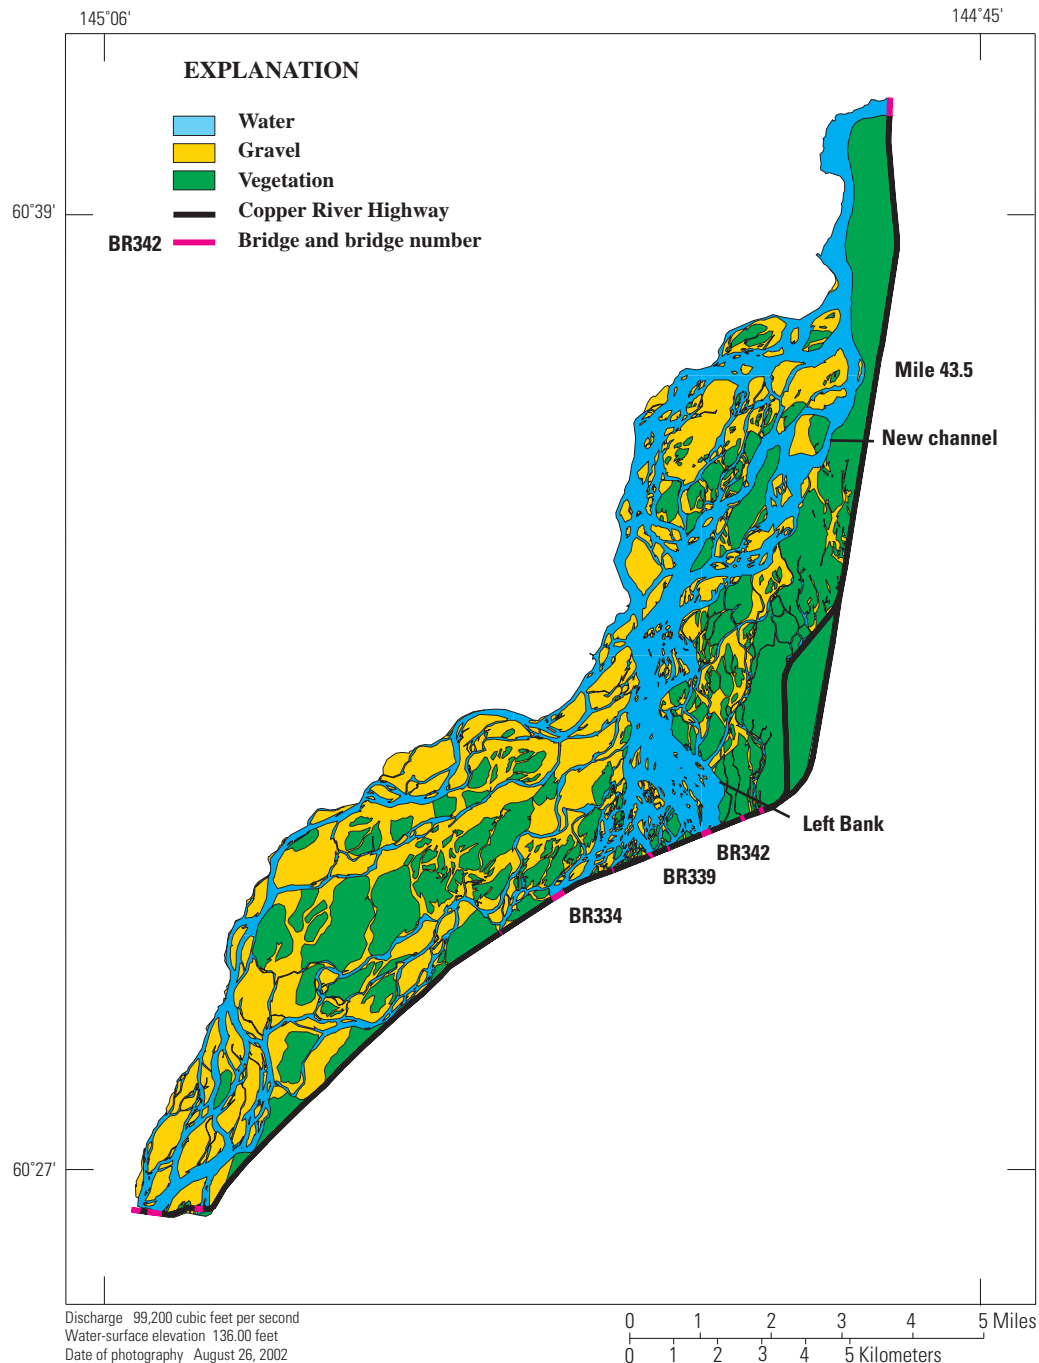 145°06'
144°45'
EXPLANATION
Water
Gravel
Vegetation
Copper River Highway
BR342
Bridge and bridge number
60°39'
Mile 43.5
New channel
Left Bank
BR342
BR339
BR334
60°27'
Discharge 99,200 cubic feet per second
Water-surface elevation 136.00 feet
Date of photography August 26, 2002
0 1 2 3 4 5 Miles
0 1 2 3 4 5 Kilometers